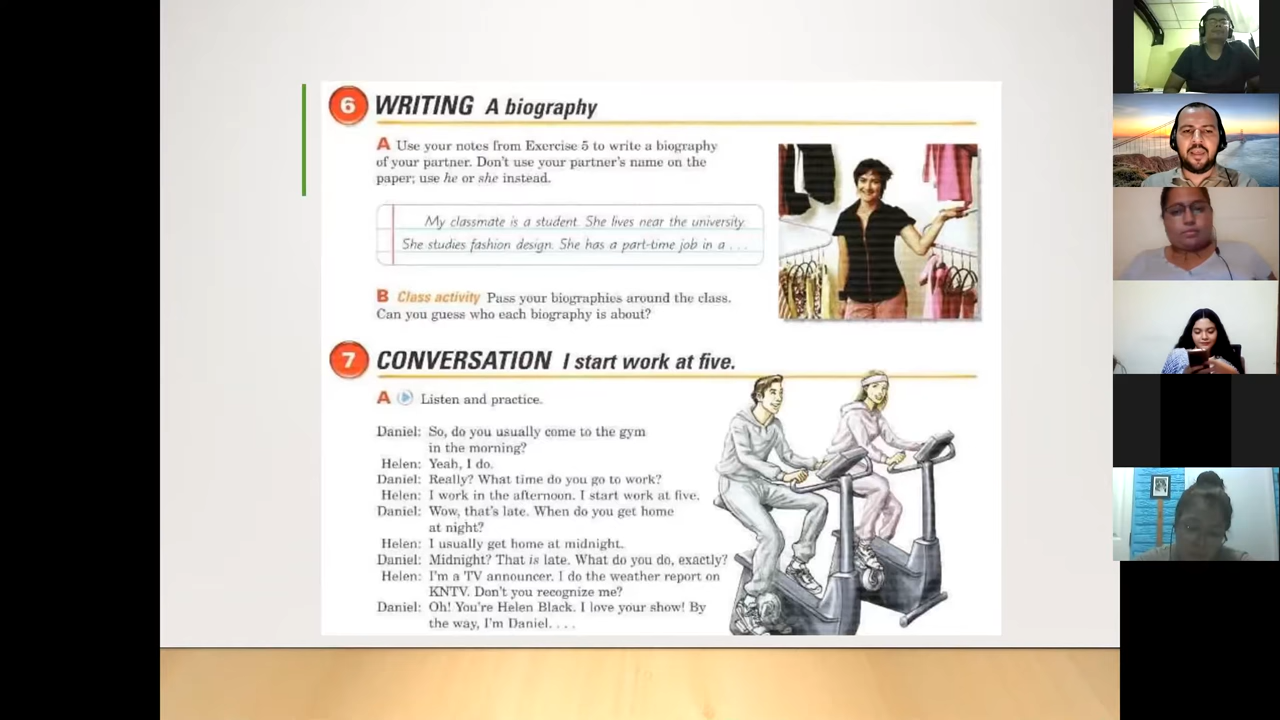 6 WRITING A biography
A Use your notes from Exercise 5 to write a biography
of your partner. Don't use your partner's name on the
paper; use he or she instead.
My classmate is a student. She lives near the university.
She studies fashion design. She has a part-time job in a . . .
B Class activity Pass your biographies around the class.
Can you guess who each biography is about?
7 CONVERSATION I start work at five.
A Listen and practice.
Daniel: So, do you usually come to the gym
in the morning?
Helen: Yeah, I do.
Daniel: Really? What time do you go to work?
Helen: I work in the afternoon. I start work at five.
Daniel: Wow, that's late. When do you get home
at night?
Helen: I usually get home at midnight.
Daniel: Midnight? That is late. What do you do, exactly?
Helen: I'm a TV announcer. I do the weather report on
KNTV. Don't you recognize me?
Daniel: Oh! You're Helen Black. I love your show! By
the way, I'm Daniel. . . .